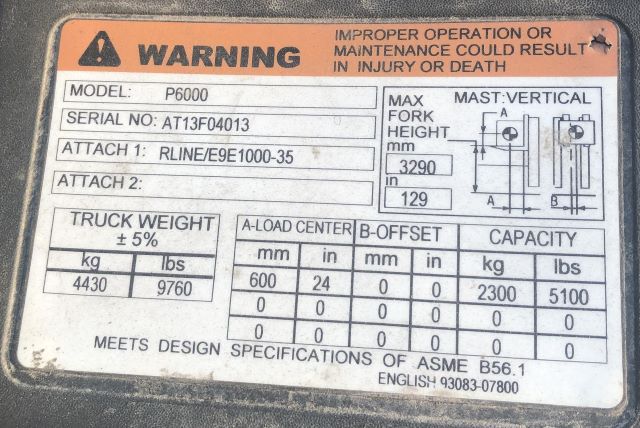 WARNING
IMPROPER OPERATION OR
MAINTENANCE COULD RESULT
IN INJURY OR DEATH
MODEL: P6000
SERIAL NO: AT13F04013
ATTACH 1: RLINE/E9E1000-35
ATTACH 2:
MAX
FORK
HEIGHT
mm
3290
in
129
MAST:VERTICAL
A
A
B
TRUCK WEIGHT
± 5%
kg lbs
4430 9760
A-LOAD CENTER B-OFFSET CAPACITY
mm in mm in kg lbs
600 24 0 0 2300 5100
0 0 0 0 0 0
0 0 0 0 0 0
MEETS DESIGN SPECIFICATIONS OF ASME B56.1
ENGLISH 93083-07800